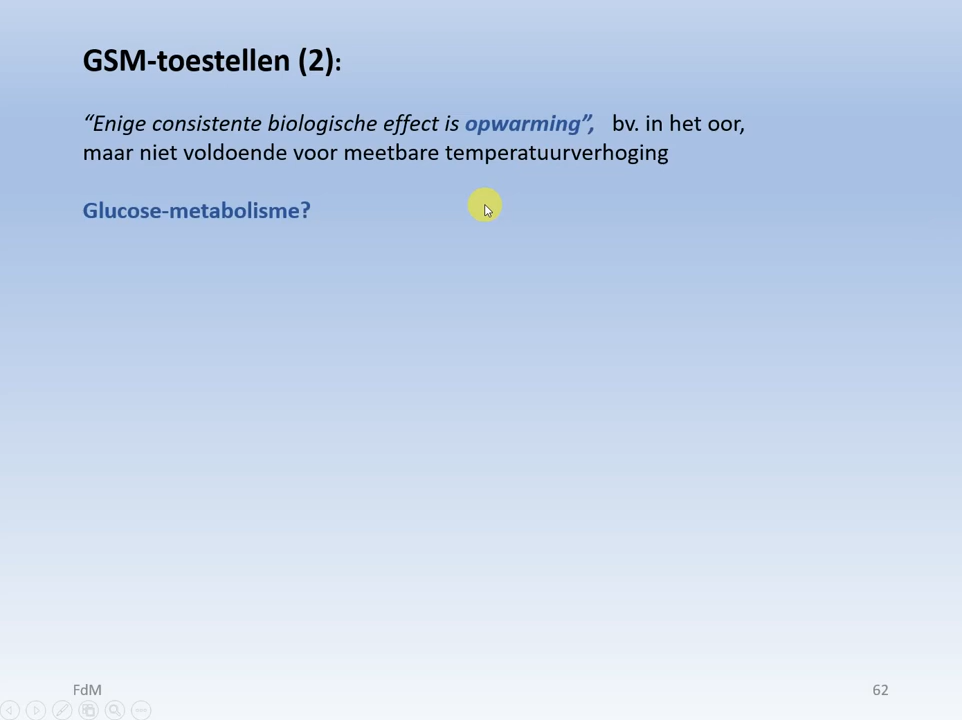 GSM-toestellen (2):
“Enige consistente biologische effect is opwarming”, bv. in het oor,
maar niet voldoende voor meetbare temperatuurverhoging
Glucose-metabolisme?
FdM
62